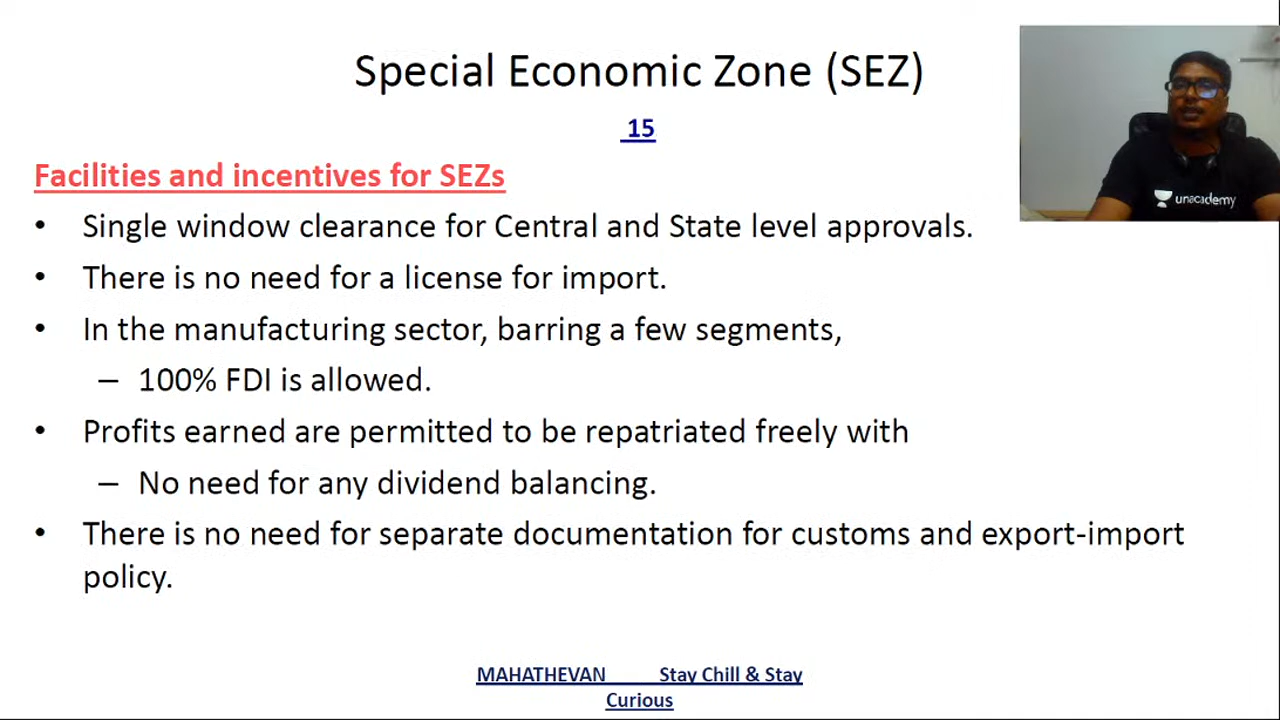 Special Economic Zone (SEZ)
15
Facilities and incentives for SEZs
• Single window clearance for Central and State level approvals.
• There is no need for a license for import.
• In the manufacturing sector, barring a few segments,
– 100% FDI is allowed.
• Profits earned are permitted to be repatriated freely with
– No need for any dividend balancing.
• There is no need for separate documentation for customs and export-import
policy.
unacademy
MAHATHEVAN Stay Chill & Stay
Curious